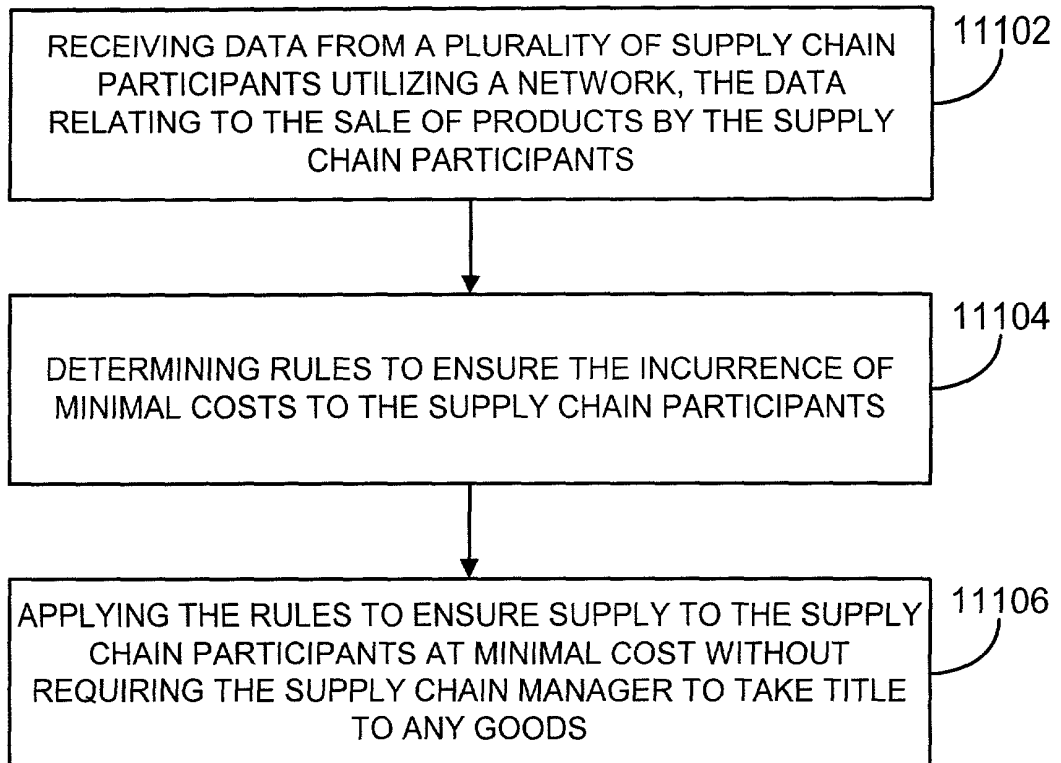 RECEIVING DATA FROM A PLURALITY OF SUPPLY CHAIN
PARTICIPANTS UTILIZING A NETWORK, THE DATA
RELATING TO THE SALE OF PRODUCTS BY THE SUPPLY
CHAIN PARTICIPANTS
11102
DETERMINING RULES TO ENSURE THE INCURRENCE OF
MINIMAL COSTS TO THE SUPPLY CHAIN PARTICIPANTS
11104
APPLYING THE RULES TO ENSURE SUPPLY TO THE SUPPLY
CHAIN PARTICIPANTS AT MINIMAL COST WITHOUT
REQUIRING THE SUPPLY CHAIN MANAGER TO TAKE TITLE
TO ANY GOODS
11106